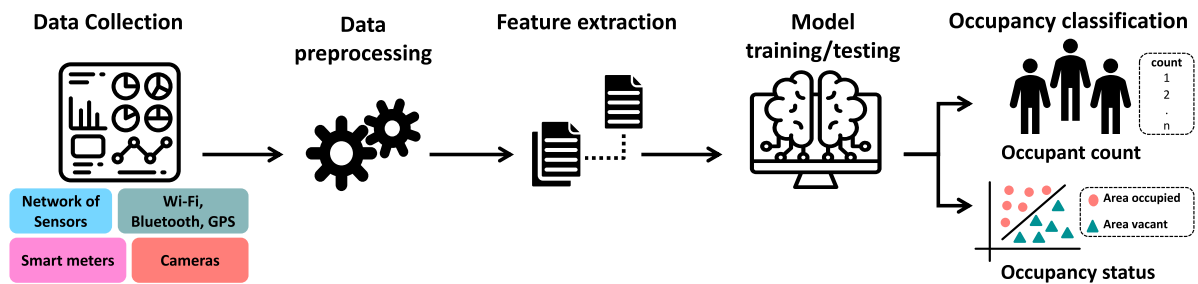 Data Collection
Data
preprocessing
Feature extraction
Model
training/testing
Occupancy classification
Network of
Sensors
Wi-Fi,
Bluetooth, GPS
Smart meters
Cameras
count
1
2
.
n
Occupant count
Area occupied
Area vacant
Occupancy status